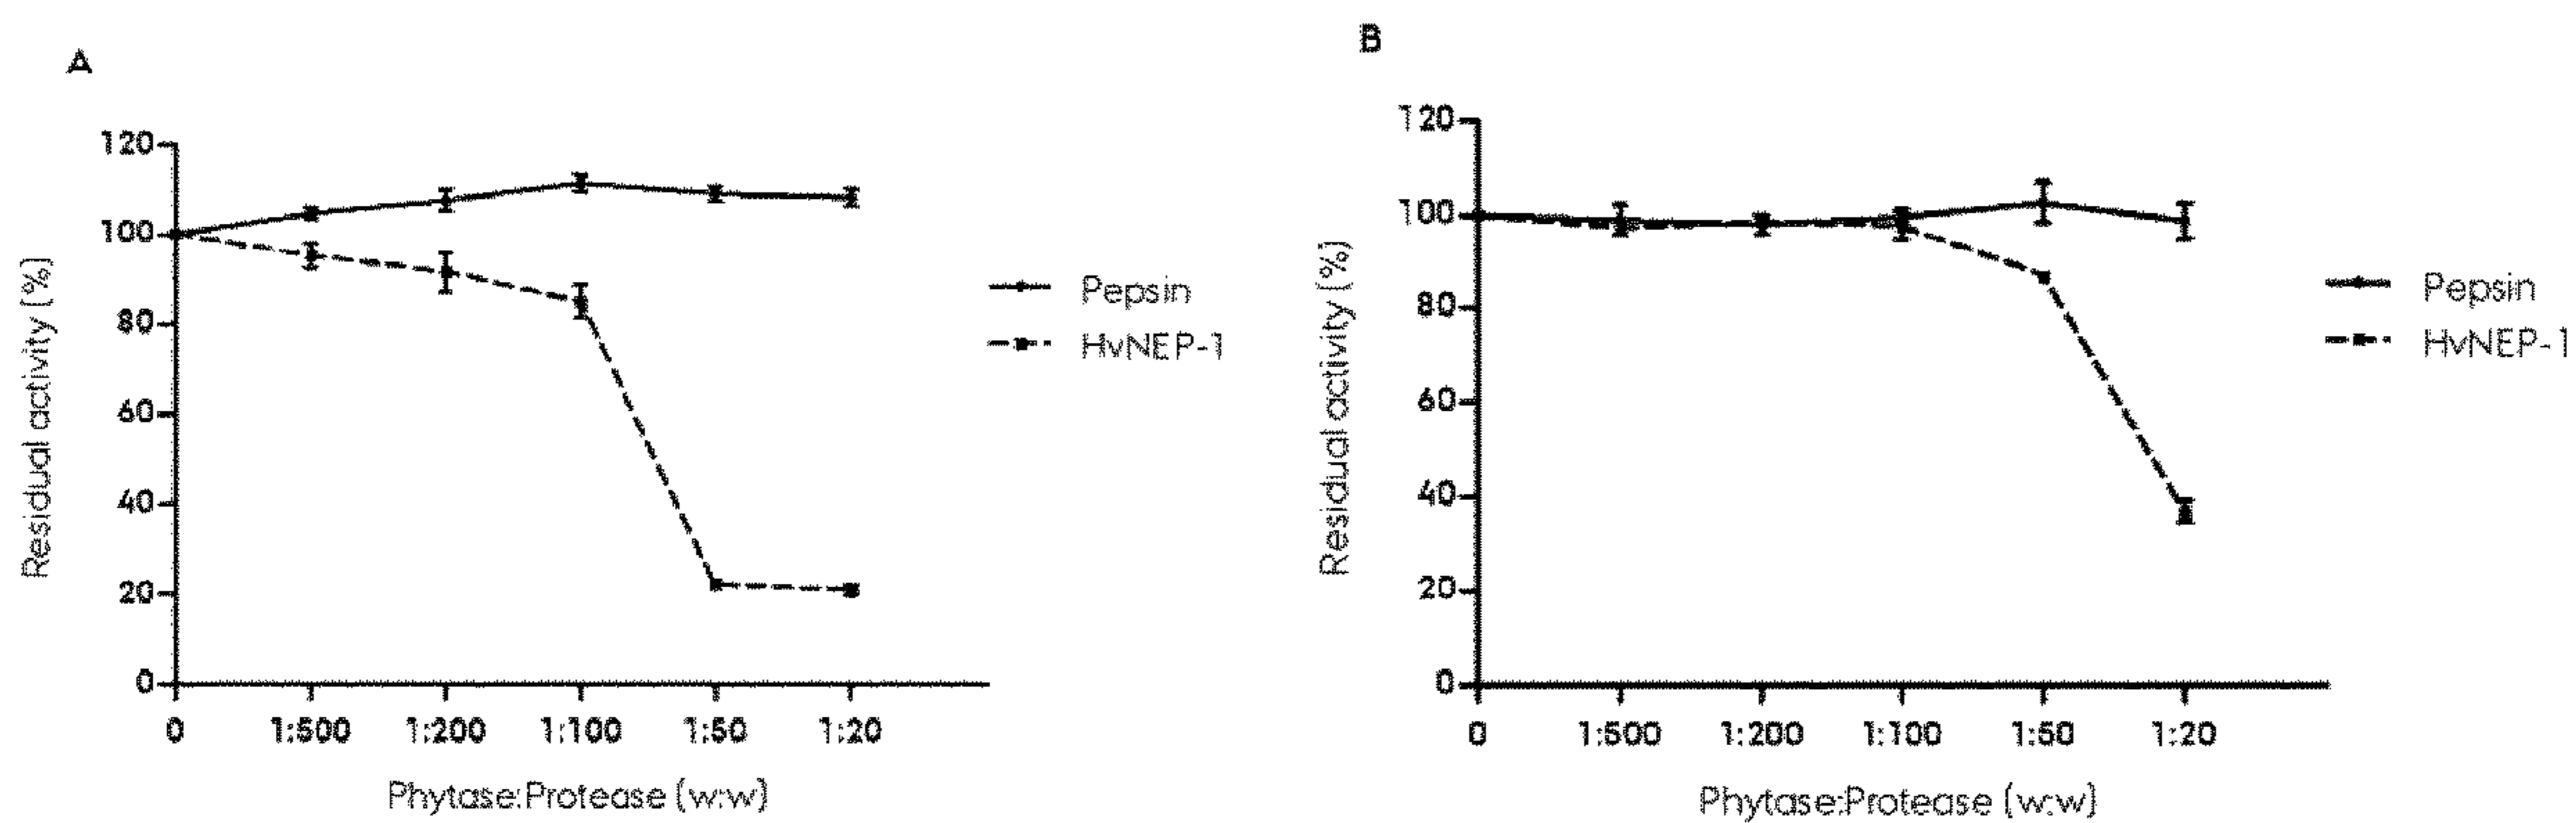 A
120
100
80
60
40
20
0
Residual activity (%)
0 1:500 1:200 1:100 1:50 1:20
Phytase:Protease (w:w)
Pepsin
HvNEP-1
B
120
100
80
60
40
20
0
Residual activity (%)
0 1:500 1:200 1:100 1:50 1:20
Phytase:Protease (w:w)
Pepsin
HvNEP-1